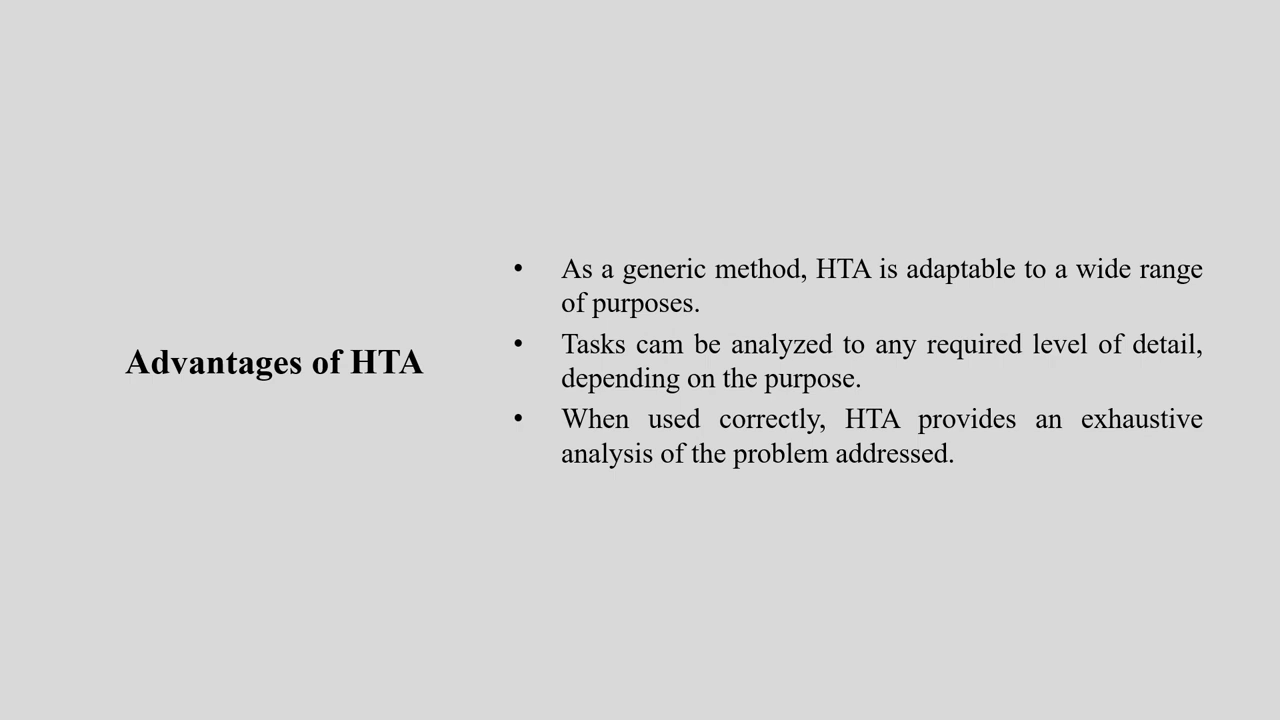 Advantages of HTA
• As a generic method, HTA is adaptable to a wide range
of purposes.
• Tasks cam be analyzed to any required level of detail,
depending on the purpose.
• When used correctly, HTA provides an exhaustive
analysis of the problem addressed.